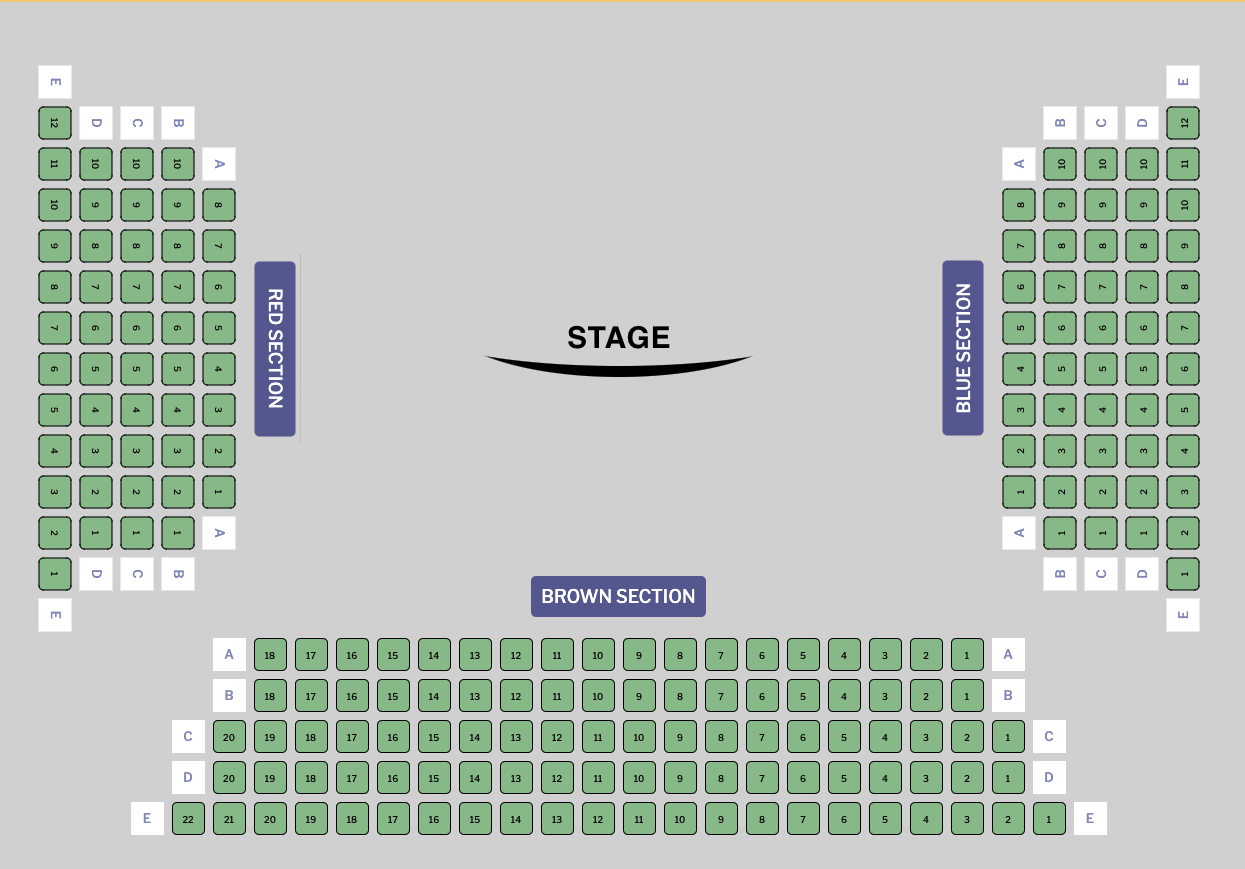 RED SECTION
A 8 7 6 5 4 3 2 1 A
B 10 9 8 7 6 5 4 3 2 1 B
C 10 9 8 7 6 5 4 3 2 1 C
D 10 9 8 7 6 5 4 3 2 1 D
E 12 11 10 9 8 7 6 5 4 3 2 1 E
STAGE
BLUE SECTION
A 1 2 3 4 5 6 7 8 A
B 1 2 3 4 5 6 7 8 9 10 B
C 1 2 3 4 5 6 7 8 9 10 C
D 1 2 3 4 5 6 7 8 9 10 D
E 1 2 3 4 5 6 7 8 9 10 11 12 E
BROWN SECTION
A 18 17 16 15 14 13 12 11 10 9 8 7 6 5 4 3 2 1 A
B 18 17 16 15 14 13 12 11 10 9 8 7 6 5 4 3 2 1 B
C 20 19 18 17 16 15 14 13 12 11 10 9 8 7 6 5 4 3 2 1 C
D 20 19 18 17 16 15 14 13 12 11 10 9 8 7 6 5 4 3 2 1 D
E 22 21 20 19 18 17 16 15 14 13 12 11 10 9 8 7 6 5 4 3 2 1 E